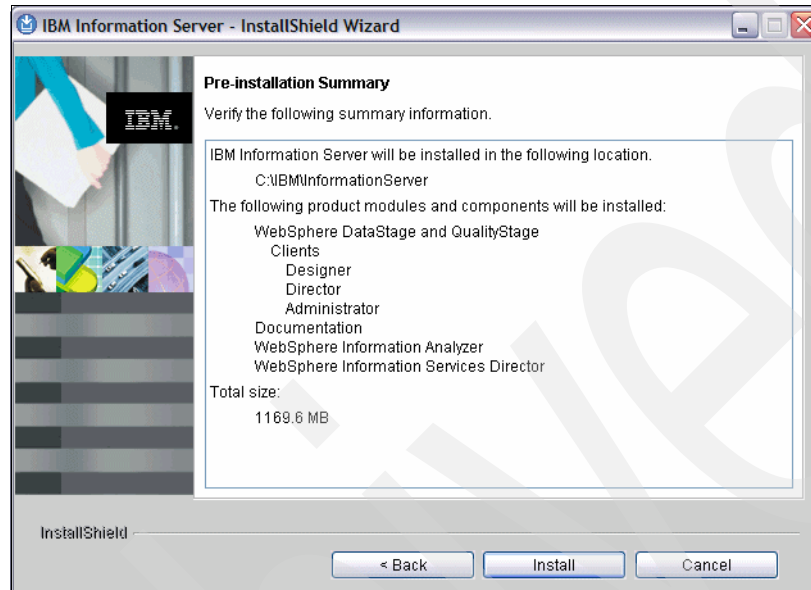 IBM Information Server - InstallShield Wizard
IBM.
Pre-installation Summary
Verify the following summary information.
IBM Information Server will be installed in the following location.
C:\IBM\InformationServer
The following product modules and components will be installed:
WebSphere DataStage and QualityStage
Clients
Designer
Director
Administrator
Documentation
WebSphere Information Analyzer
WebSphere Information Services Director
Total size:
1169.6 MB
InstallShield
< Back
Install
Cancel